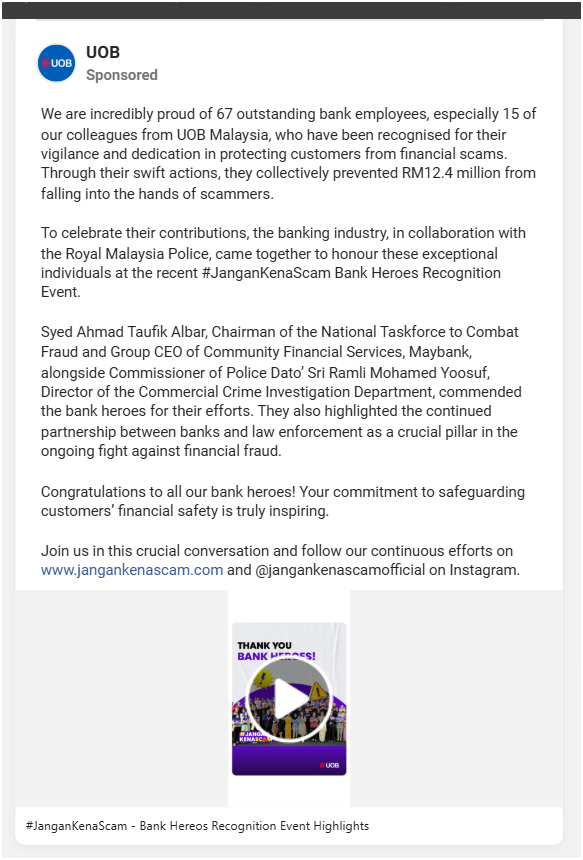 UOB
UOB
Sponsored
We are incredibly proud of 67 outstanding bank employees, especially 15 of
our colleagues from UOB Malaysia, who have been recognised for their
vigilance and dedication in protecting customers from financial scams.
Through their swift actions, they collectively prevented RM12.4 million from
falling into the hands of scammers.
To celebrate their contributions, the banking industry, in collaboration with
the Royal Malaysia Police, came together to honour these exceptional
individuals at the recent #JanganKenaScam Bank Heroes Recognition
Event.
Syed Ahmad Taufik Albar, Chairman of the National Taskforce to Combat
Fraud and Group CEO of Community Financial Services, Maybank,
alongside Commissioner of Police Dato’ Sri Ramli Mohamed Yoosuf,
Director of the Commercial Crime Investigation Department, commended
the bank heroes for their efforts. They also highlighted the continued
partnership between banks and law enforcement as a crucial pillar in the
ongoing fight against financial fraud.
Congratulations to all our bank heroes! Your commitment to safeguarding
customers’ financial safety is truly inspiring.
Join us in this crucial conversation and follow our continuous efforts on
www.jangankenascam.com and @jangankenascamofficial on Instagram.
THANK YOU
BANK HEROES!
#JANGAN
KENASCAM
UOB
#JanganKenaScam - Bank Hereos Recognition Event Highlights